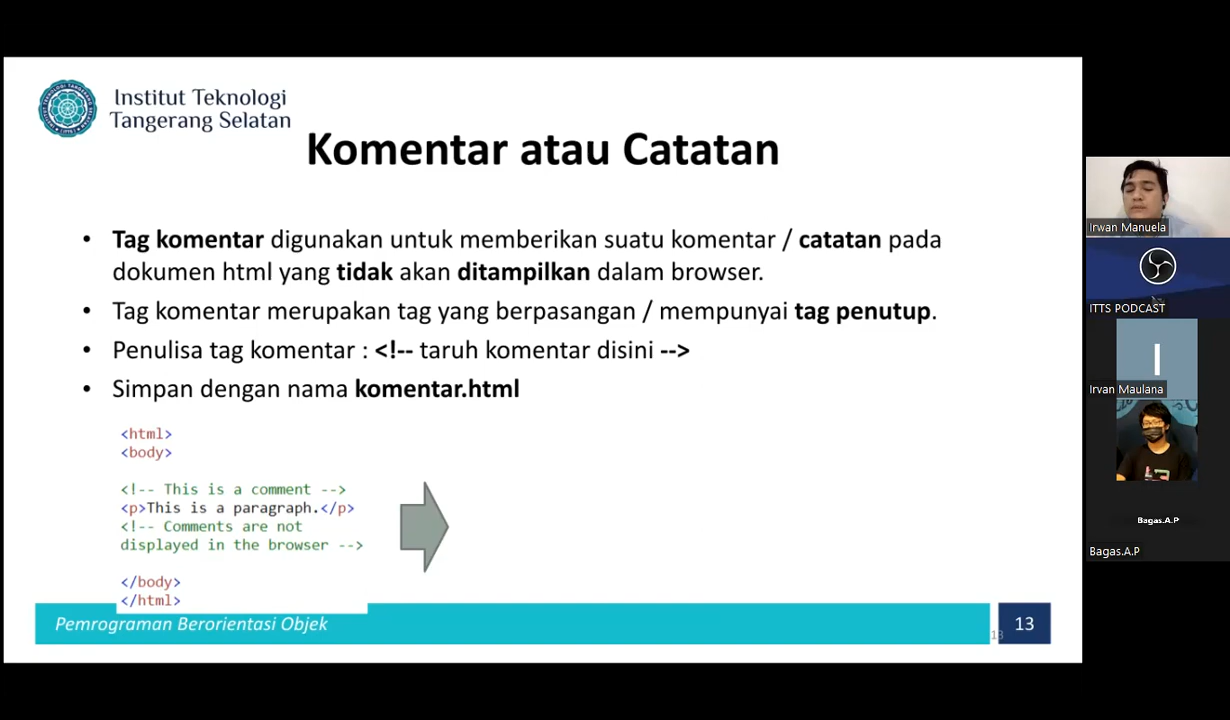 Institut Teknologi
Tangerang Selatan
Komentar atau Catatan
• Tag komentar digunakan untuk memberikan suatu komentar / catatan pada
dokumen html yang tidak akan ditampilkan dalam browser.
• Tag komentar merupakan tag yang berpasangan / mempunyai tag penutup.
• Penulisa tag komentar : <!-- taruh komentar disini -->
• Simpan dengan nama komentar.html
<html>
<body>
<!-- This is a comment -->
<p>This is a paragraph.</p>
<!-- Comments are not
displayed in the browser -->
</body>
</html>
Pemrograman Berorientasi Objek
13
13
Irwan Manuela
ITTS PODCAST
I
Irvan Maulana
Bagas.A.P
Bagas.A.P